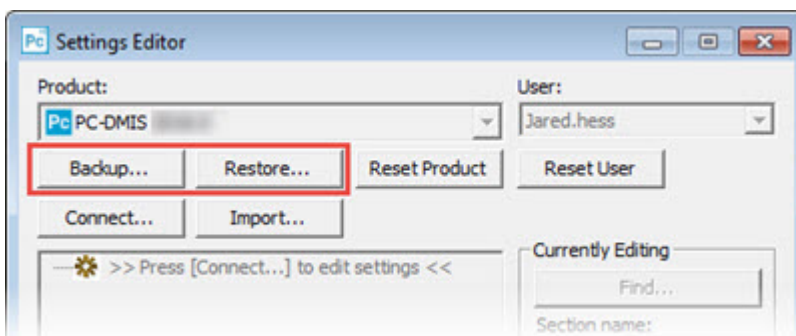 Pc Settings Editor
Product: User:
Pc PC-DMIS Jared.hess
Backup... Restore... Reset Product Reset User
Connect... Import...
>> Press [Connect...] to edit settings << Currently Editing
Find...
Section name: